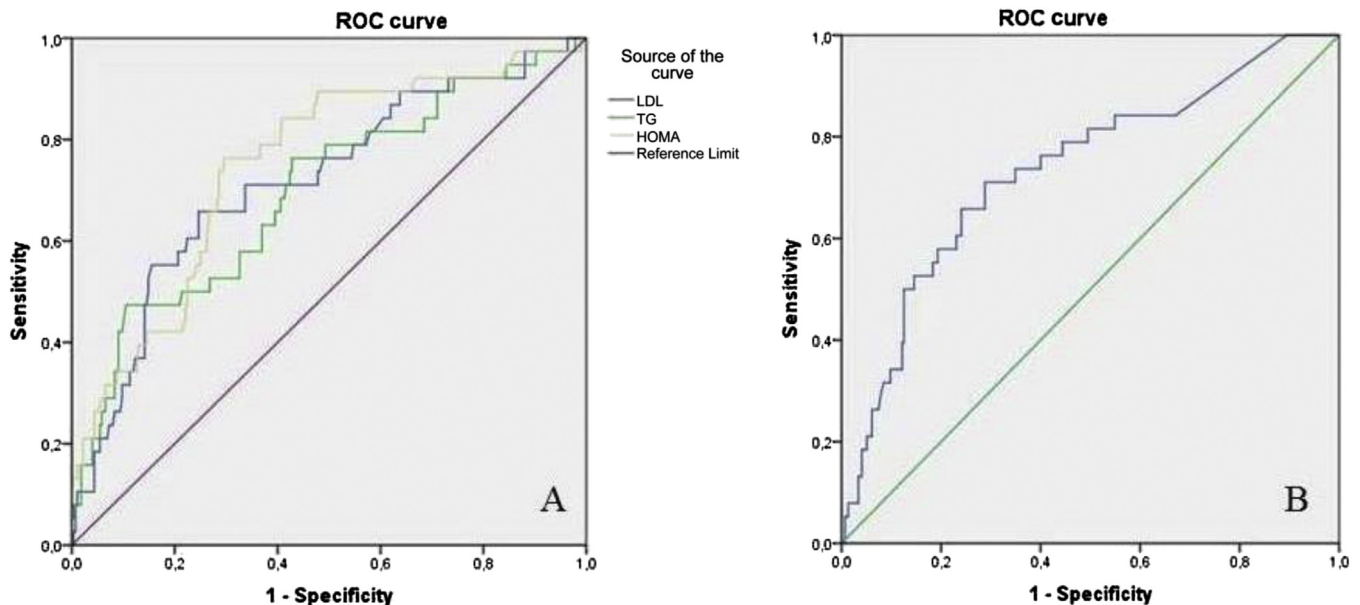 ROC curve
1,0
0,8
0,6
0,4
0,2
0,0
Sensitivity
0,0 0,2 0,4 0,6 0,8 1,0
1 - Specificity
A
Source of the
curve
LDL
TG
HOMA
Reference Limit
ROC curve
1,0
0,8
0,6
0,4
0,2
0,0
Sensitivity
0,0 0,2 0,4 0,6 0,8 1,0
1 - Specificity
B